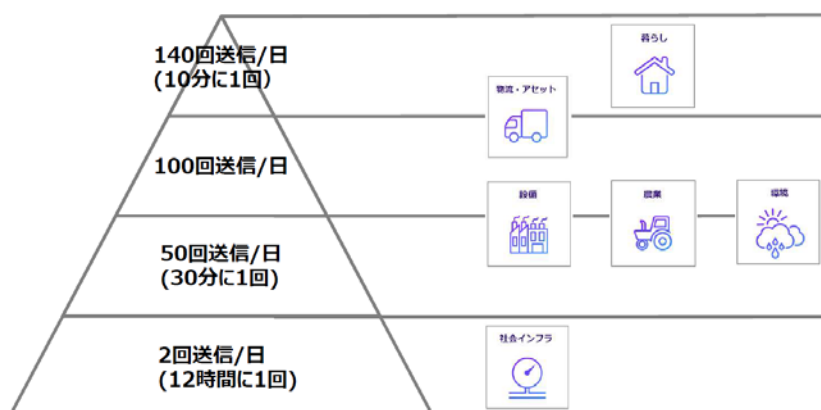 140回送信/日
(10分に1回)
暮らし
物流・アセット
100回送信/日
設備
農業
環境
50回送信/日
(30分に1回)
社会インフラ
2回送信/日
(12時間に1回)